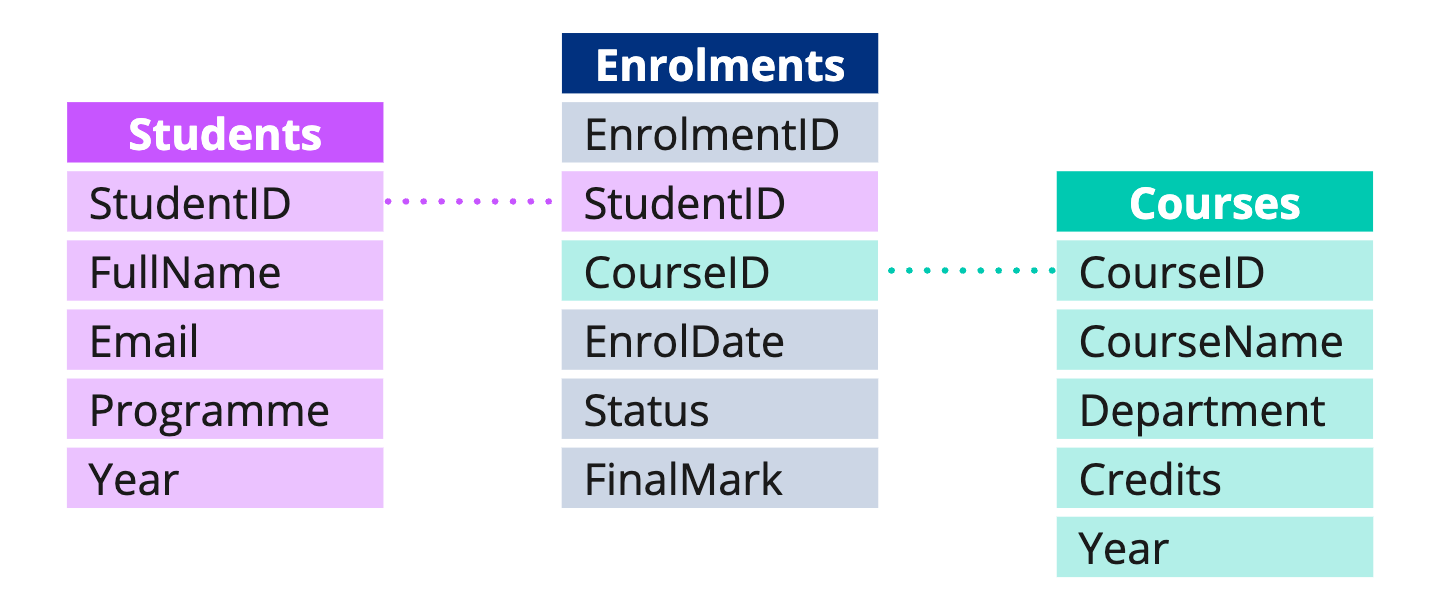 Students
StudentID
FullName
Email
Programme
Year
Enrolments
EnrolmentID
StudentID
CourseID
EnrolDate
Status
FinalMark
Courses
CourseID
CourseName
Department
Credits
Year